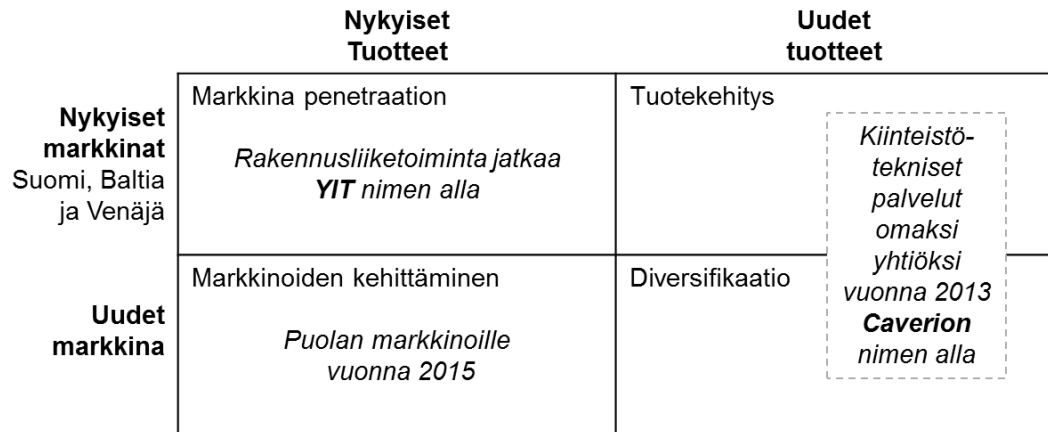 Nykyiset
Tuotteet
Uudet
tuotteet
Nykyiset
markkinat
Suomi, Baltia
ja Venäjä
Markkina penetraation
Rakennusliiketoiminta jatkaa
YIT nimen alla
Tuotekehitys
Kiinteistö-
tekniset
palvelut
omaksi
yhtiöksi
vuonna 2013
Caverion
nimen alla
Uudet
markkina
Markkinoiden kehittäminen
Puolan markkinoille
vuonna 2015
Diversifikaatio